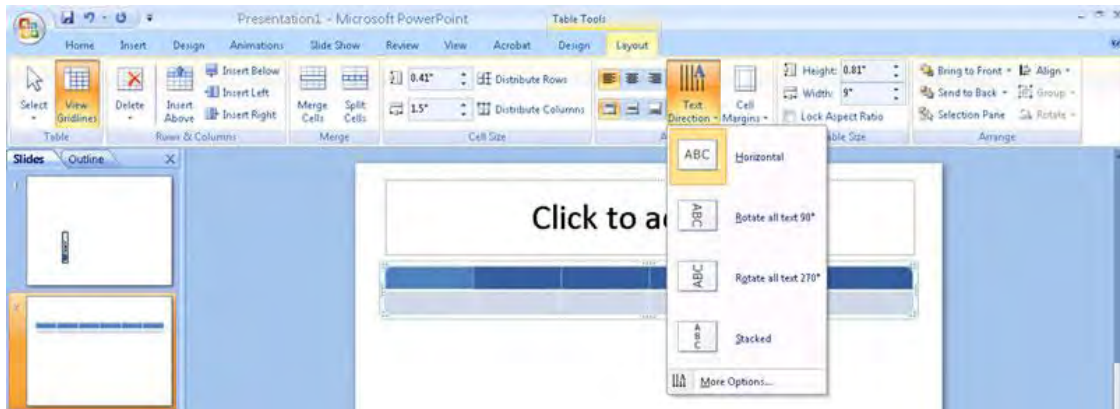 Presentation1 - Microsoft PowerPoint
Table Tools
Home Insert Design Animations Slide Show Review View Acrobat Design Layout
Select
View Gridlines
Table
Delete
Insert Above
Insert Below
Insert Left
Insert Right
Rows & Columns
Merge Cells
Split Cells
Merge
0.41"
1.5"
Distribute Rows
Distribute Columns
Cell Size
Text Direction
Cell Margins
Height: 0.81"
Width: 9"
Lock Aspect Ratio
Bring to Front
Send to Back
Selection Pane
Align
Group
Rotate
Arrange
Slides Outline
1
2
Click to
ABC Horizontal
ABC Rotate all text 90°
ABC Rotate all text 270°
ABC Stacked
More Options...